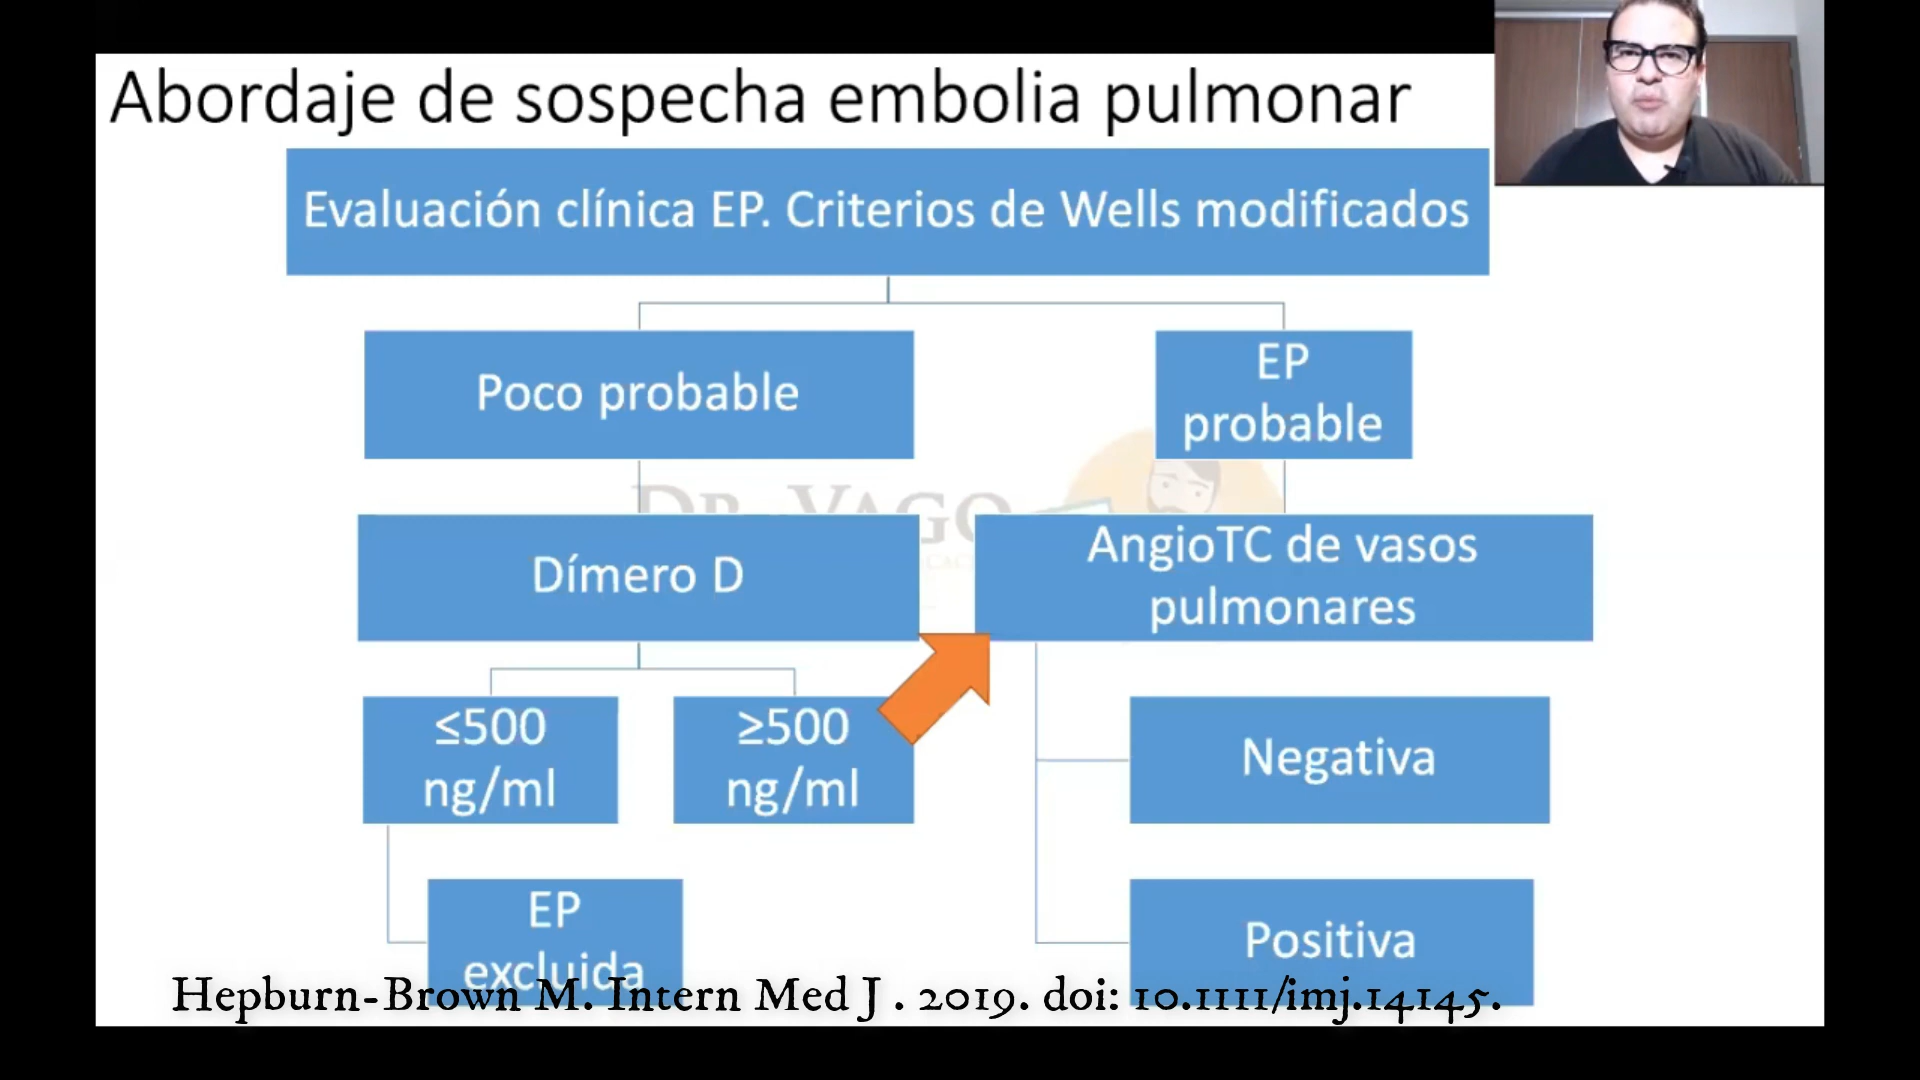 Abordaje de sospecha embolia pulmonar
Evaluación clínica EP. Criterios de Wells modificados
Poco probable
EP
probable
DR. VAGO
Dímero D
AngioTC de vasos
pulmonares
≤500
ng/ml
≥500
ng/ml
Negativa
EP
excluida
Positiva
Hepburn-Brown M. Intern Med J . 2019. doi: 10.1111/imj.14145.